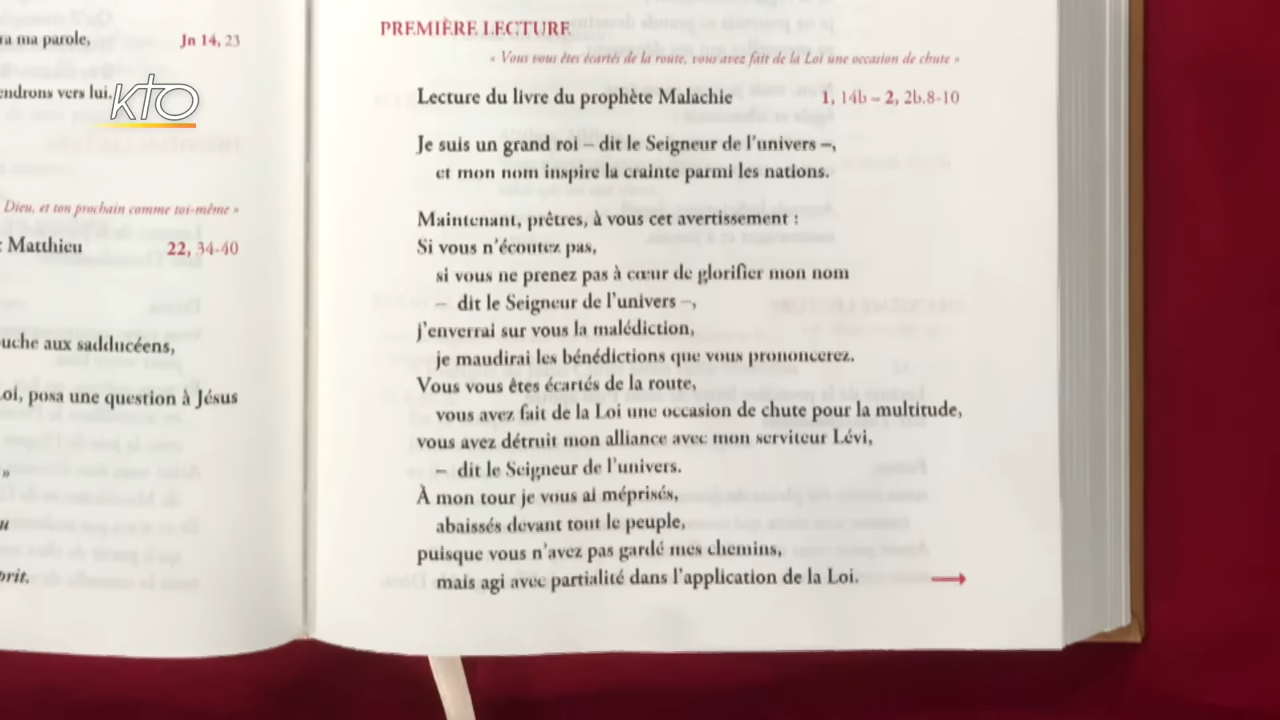 ra ma parole,
Jn 14, 23
endrons vers lui.
kto
Dieu, et ton prochain comme toi-même »
Matthieu
22, 34-40
uche aux sadducéens,
oi, posa une question à Jésus
»
u
prit.
PREMIÈRE LECTURE
« Vous vous êtes écartés de la route, vous avez fait de la Loi une occasion de chute »
Lecture du livre du prophète Malachie 1, 14b – 2, 2b.8-10
Je suis un grand roi – dit le Seigneur de l'univers –,
et mon nom inspire la crainte parmi les nations.
Maintenant, prêtres, à vous cet avertissement :
Si vous n'écoutez pas,
si vous ne prenez pas à cœur de glorifier mon nom
– dit le Seigneur de l'univers –,
j'enverrai sur vous la malédiction,
je maudirai les bénédictions que vous prononcerez.
Vous vous êtes écartés de la route,
vous avez fait de la Loi une occasion de chute pour la multitude,
vous avez détruit mon alliance avec mon serviteur Lévi,
– dit le Seigneur de l'univers.
À mon tour je vous ai méprisés,
abaissés devant tout le peuple,
puisque vous n'avez pas gardé mes chemins,
mais agi avec partialité dans l'application de la Loi.